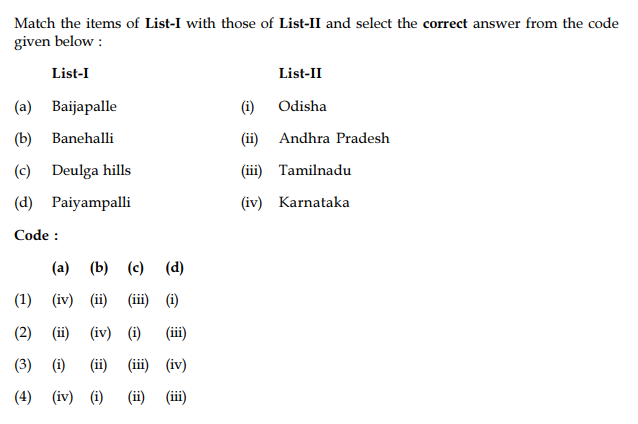 Match the items of List-I with those of List-II and select the correct answer from the code
given below :
List-I List-II
(a) Baijapalle (i) Odisha
(b) Banehalli (ii) Andhra Pradesh
(c) Deulga hills (iii) Tamilnadu
(d) Paiyampalli (iv) Karnataka
Code :
(a) (b) (c) (d)
(1) (iv) (ii) (iii) (i)
(2) (ii) (iv) (i) (iii)
(3) (i) (ii) (iii) (iv)
(4) (iv) (i) (ii) (iii)